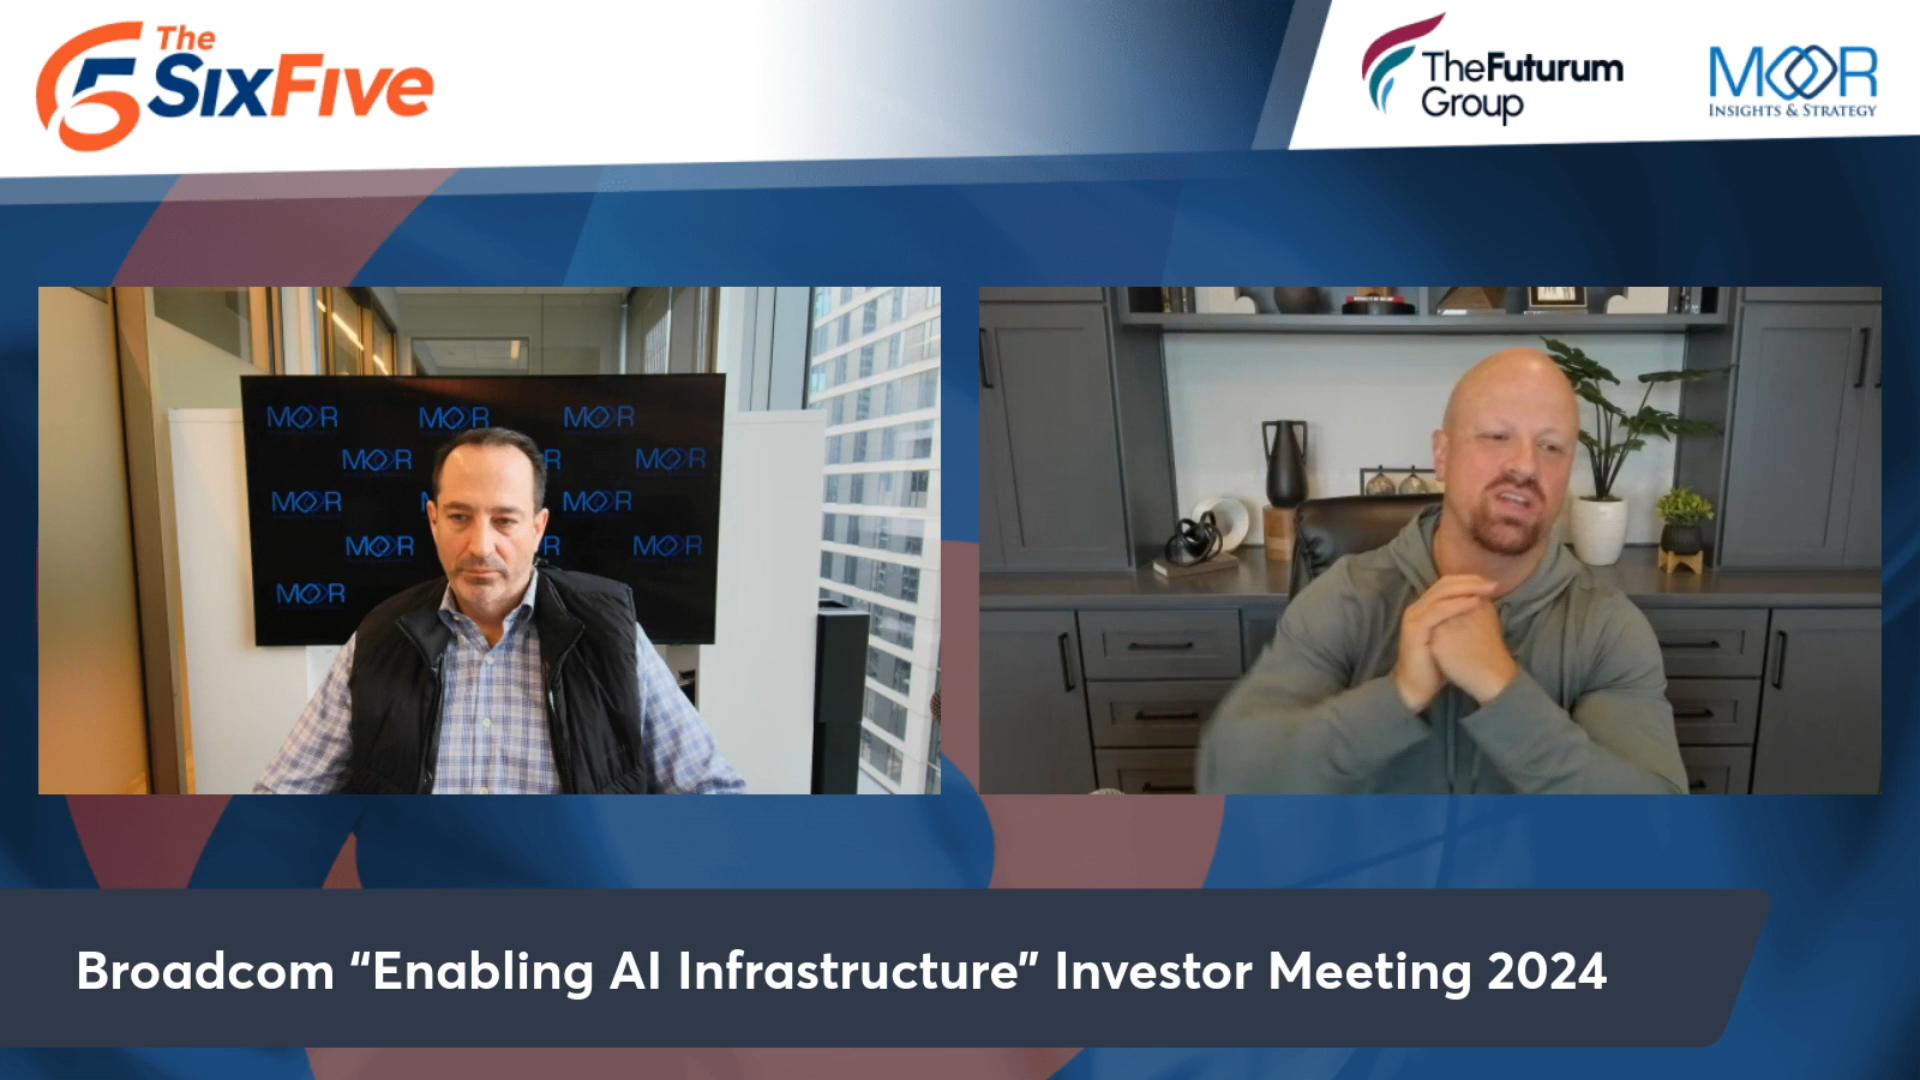 The
SixFive
TheFuturum
Group
MOOR
INSIGHTS & STRATEGY
MOOR MOOR MOOR
MOOR R MOOR
MOOR MOOR
MOOR R MOOR
MOOR
Broadcom “Enabling AI Infrastructure” Investor Meeting 2024